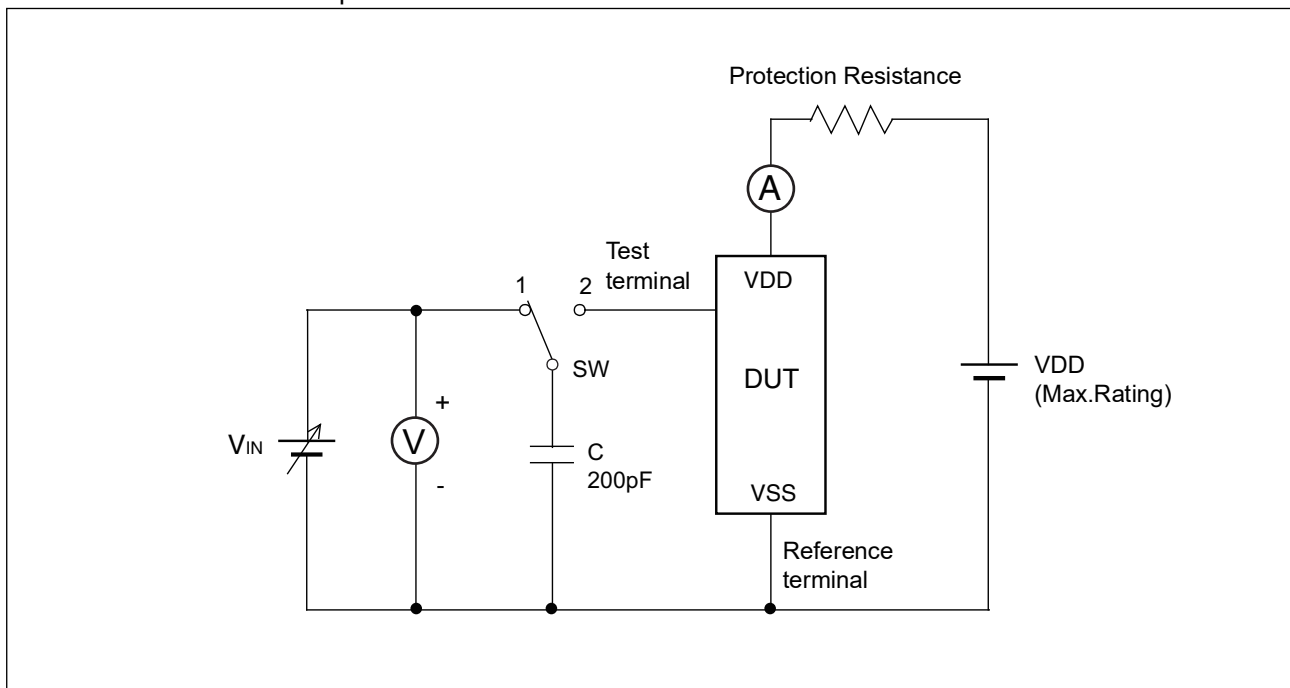 Protection Resistance
A
Test
terminal
VDD
1
2
SW
DUT
VDD
(Max.Rating)
+
VIN
V
C
200pF
-
VSS
Reference
terminal